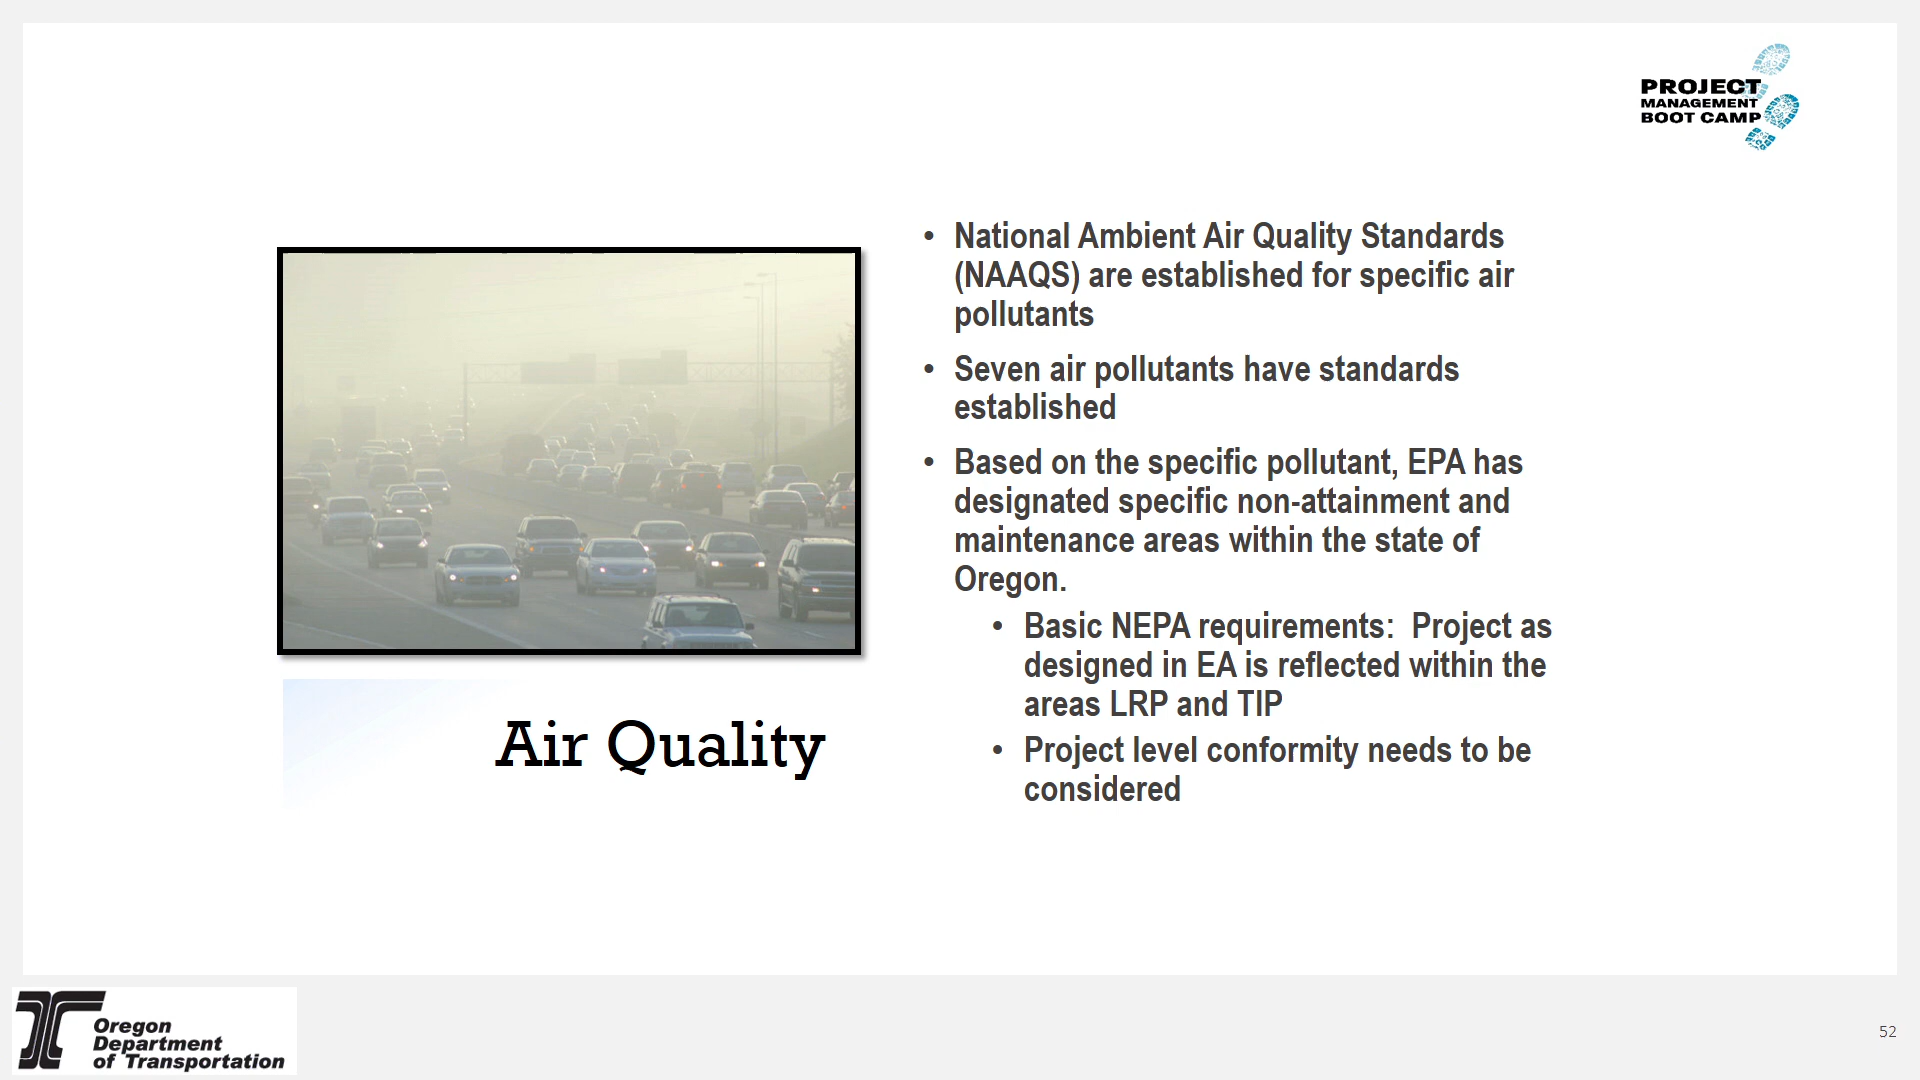 PROJECT
MANAGEMENT
BOOT CAMP
• National Ambient Air Quality Standards
(NAAQS) are established for specific air
pollutants
• Seven air pollutants have standards
established
• Based on the specific pollutant, EPA has
designated specific non-attainment and
maintenance areas within the state of
Oregon.
• Basic NEPA requirements:  Project as
designed in EA is reflected within the
areas LRP and TIP
• Project level conformity needs to be
considered
Air Quality
Oregon
Department
of Transportation
52